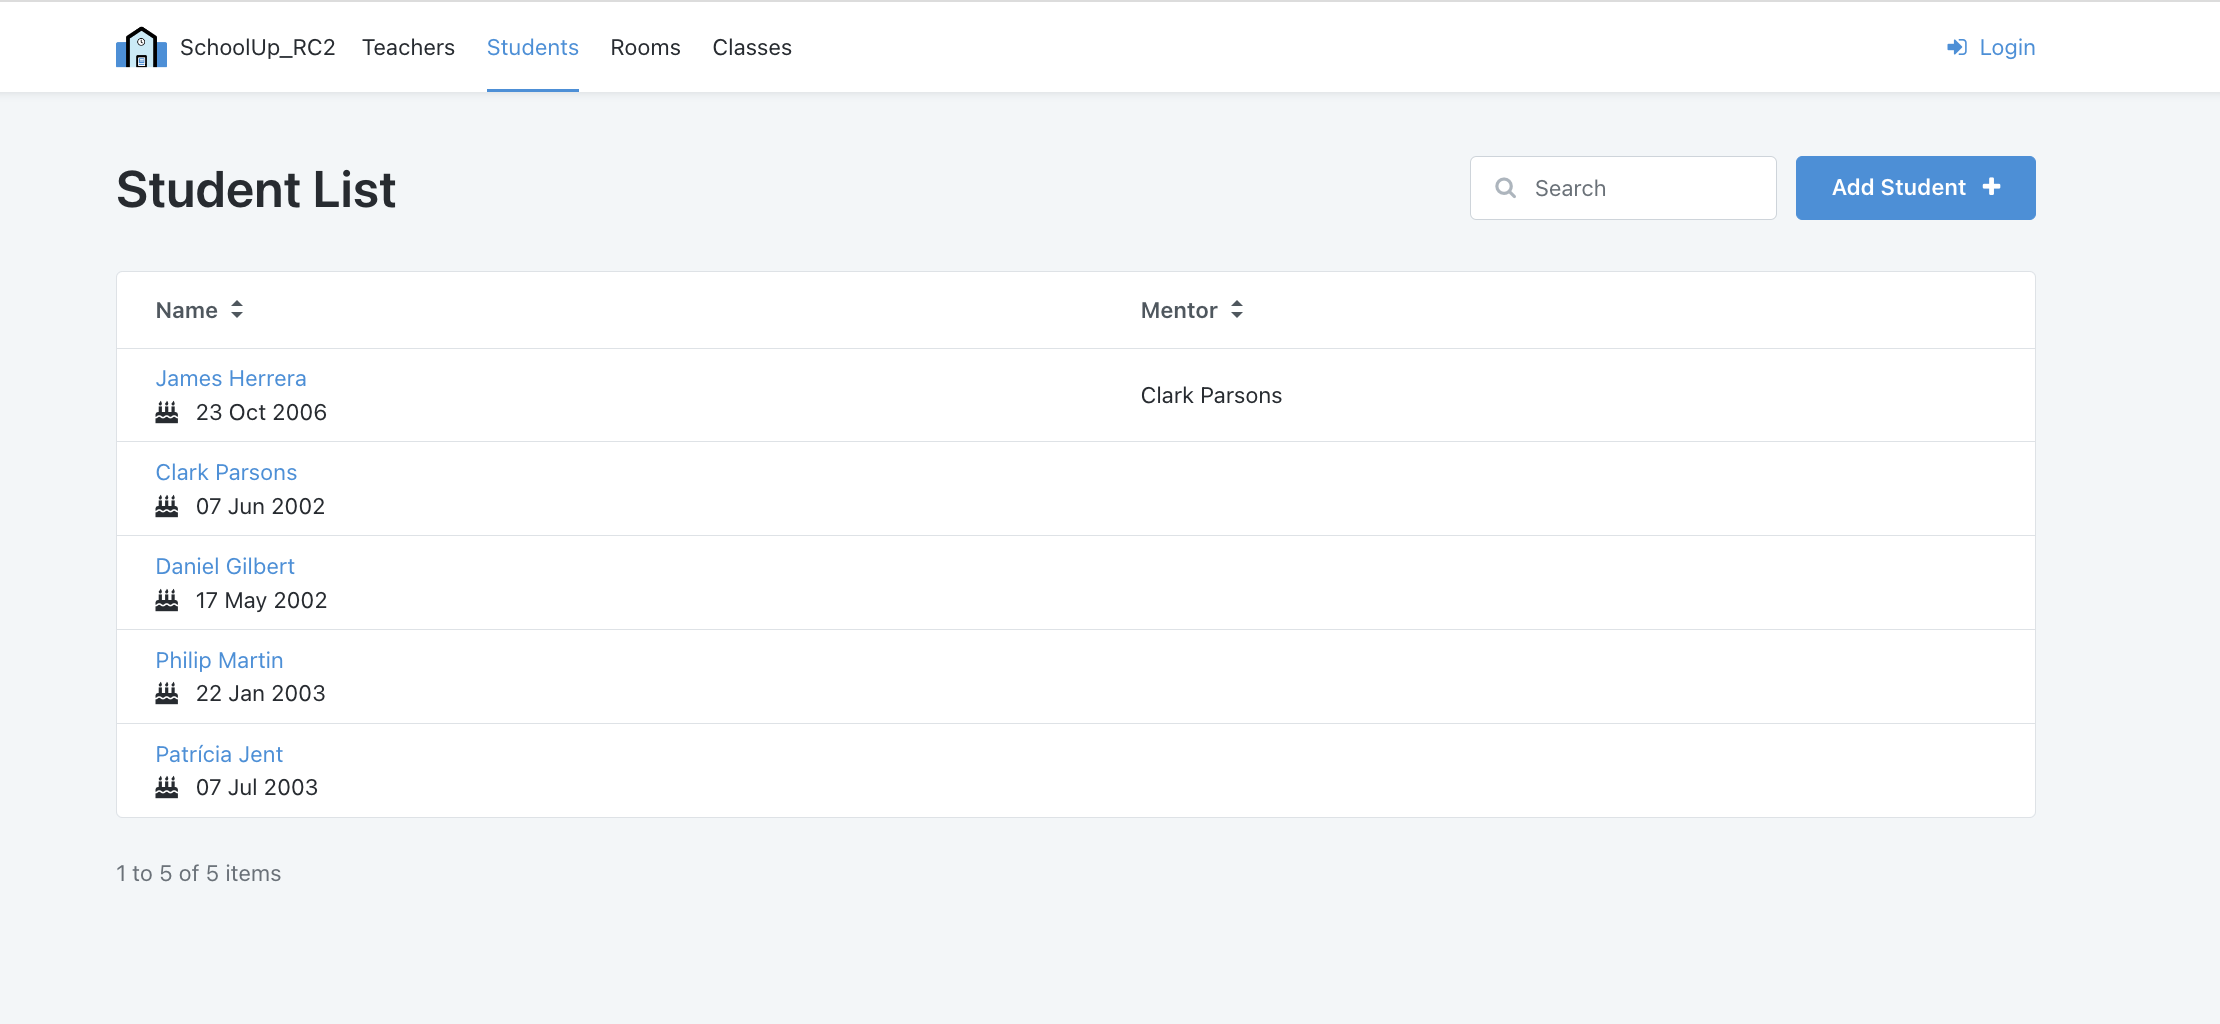 SchoolUp_RC2 Teachers Students Rooms Classes Login
Student List Search Add Student
Name Mentor
James Herrera
23 Oct 2006
Clark Parsons
Clark Parsons
07 Jun 2002
Daniel Gilbert
17 May 2002
Philip Martin
22 Jan 2003
Patrícia Jent
07 Jul 2003
1 to 5 of 5 items